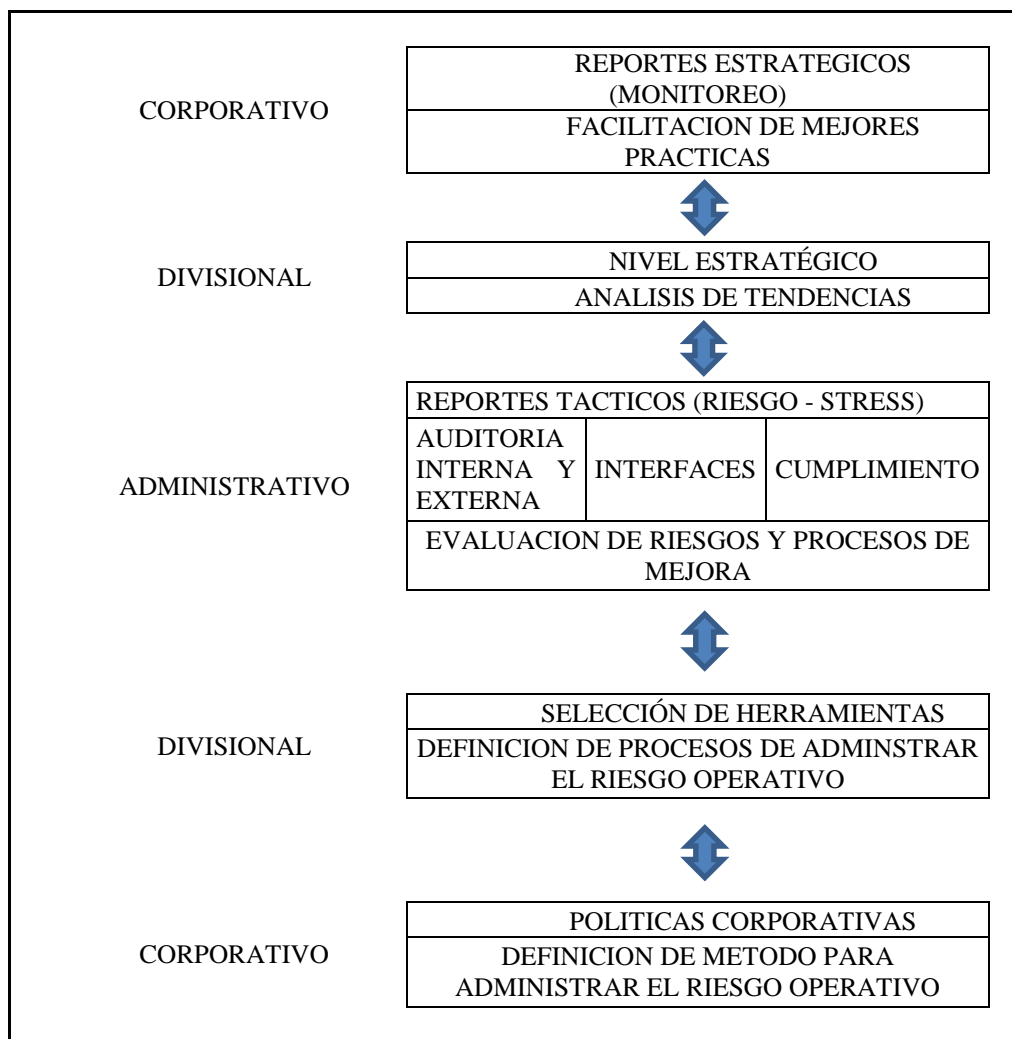 CORPORATIVO
REPORTES ESTRATEGICOS
(MONITOREO)
FACILITACION DE MEJORES
PRACTICAS
DIVISIONAL
NIVEL ESTRATÉGICO
ANALISIS DE TENDENCIAS
ADMINISTRATIVO
REPORTES TACTICOS (RIESGO - STRESS)
AUDITORIA
INTERNA Y
EXTERNA
INTERFACES
CUMPLIMIENTO
EVALUACION DE RIESGOS Y PROCESOS DE
MEJORA
DIVISIONAL
SELECCIÓN DE HERRAMIENTAS
DEFINICION DE PROCESOS DE ADMINSTRAR
EL RIESGO OPERATIVO
CORPORATIVO
POLITICAS CORPORATIVAS
DEFINICION DE METODO PARA
ADMINISTRAR EL RIESGO OPERATIVO